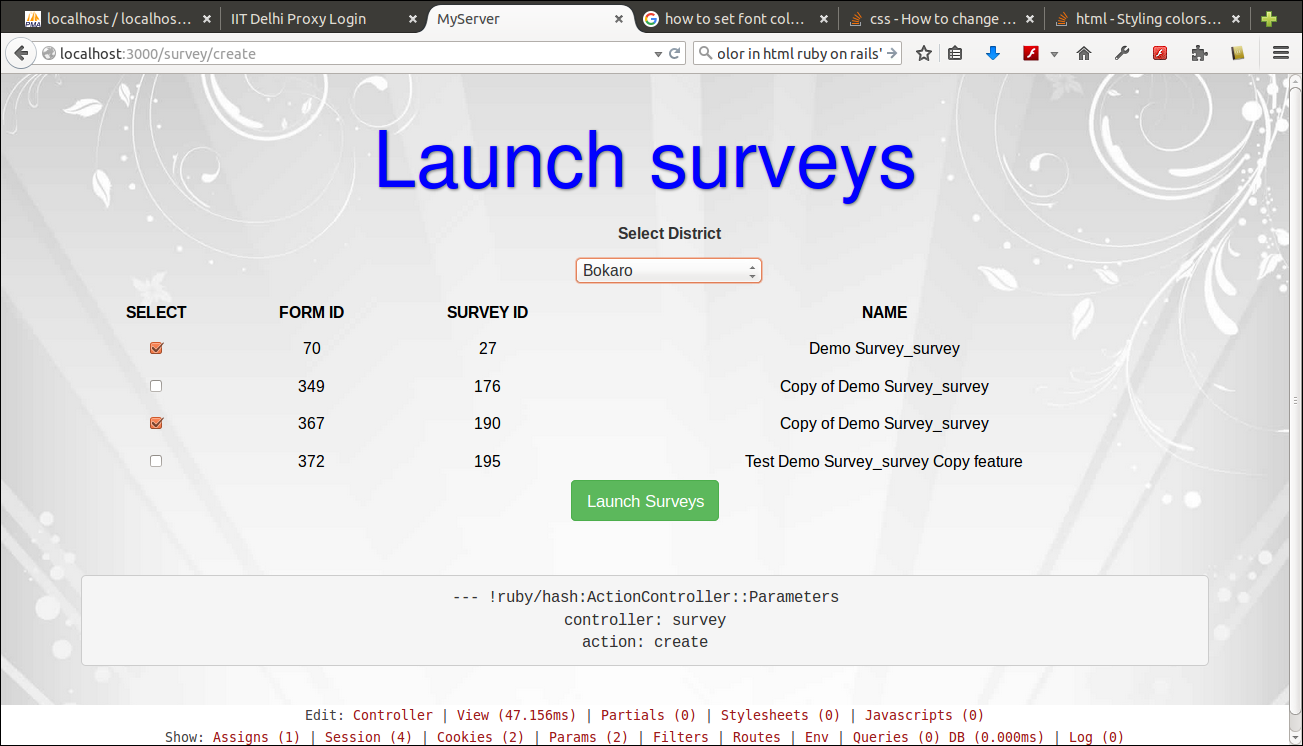 localhost / localhos... × IIT Delhi Proxy Login × MyServer × how to set font col... × css - How to change ... × html - Styling colors... ×
localhost:3000/survey/create olor in html ruby on rails'
Launch surveys
Select District
Bokaro
SELECT FORM ID SURVEY ID NAME
70 27 Demo Survey_survey
349 176 Copy of Demo Survey_survey
367 190 Copy of Demo Survey_survey
372 195 Test Demo Survey_survey Copy feature
Launch Surveys
--- !ruby/hash:ActionController::Parameters
controller: survey
action: create
Edit: Controller | View (47.156ms) | Partials (0) | Stylesheets (0) | Javascripts (0)
Show: Assigns (1) | Session (4) | Cookies (2) | Params (2) | Filters | Routes | Env | Queries (0) DB (0.000ms) | Log (0)